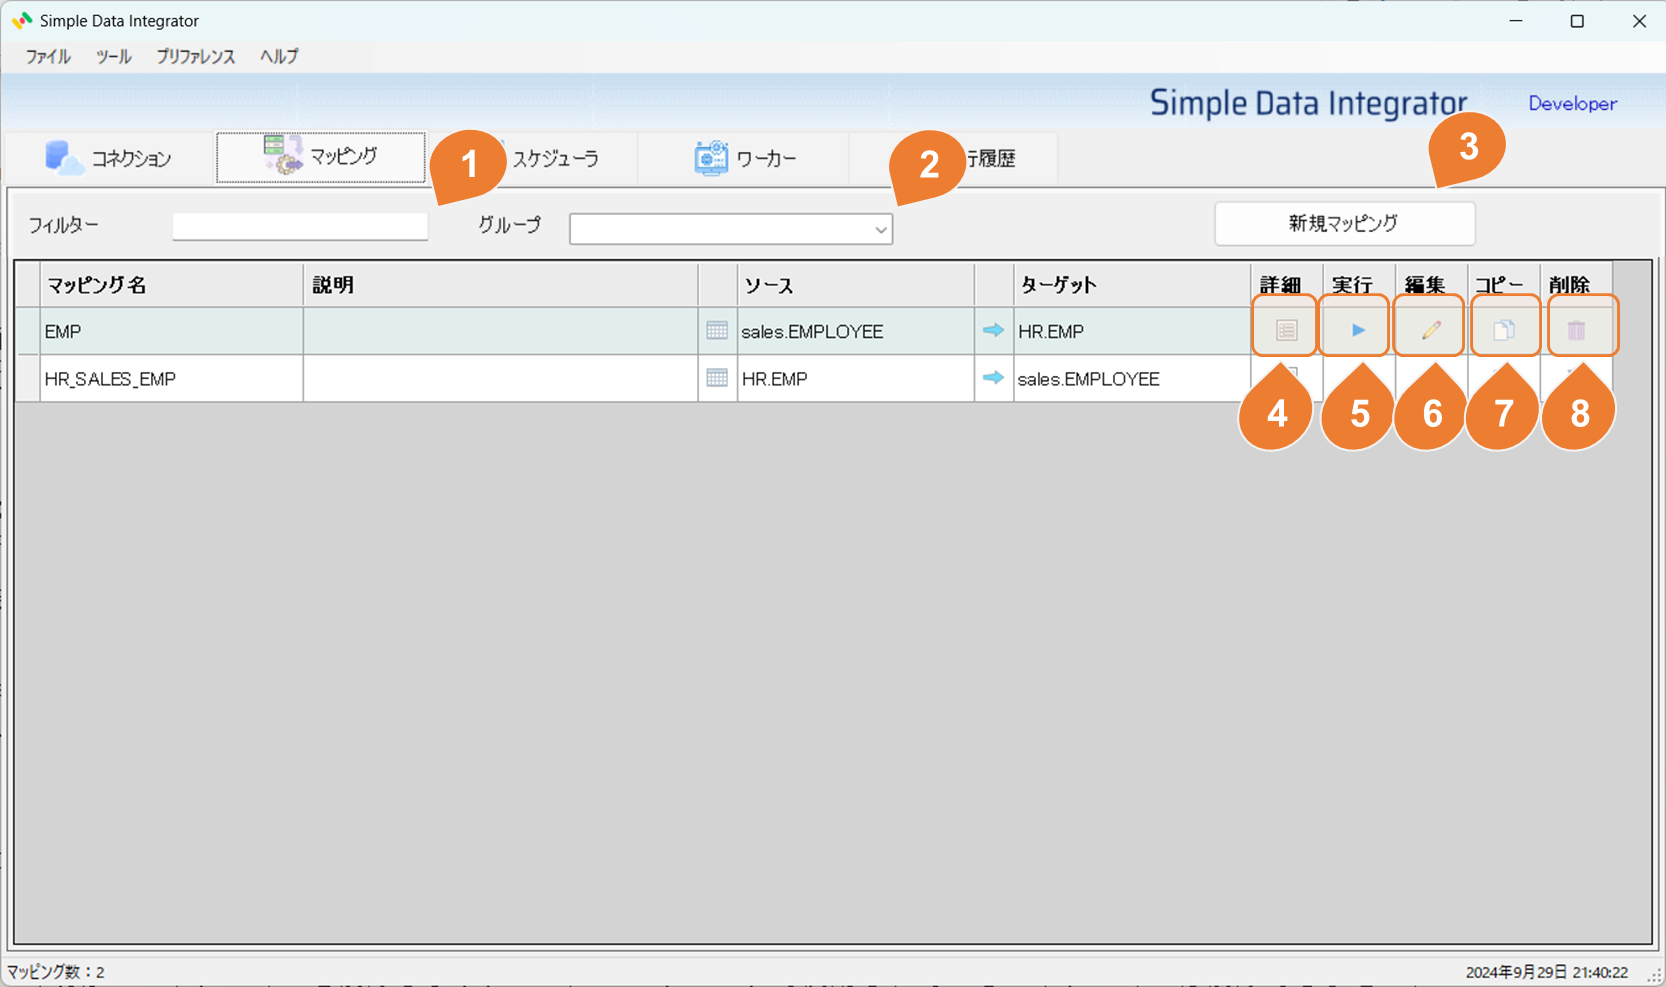 Simple Data Integrator
ファイル ツール プリファレンス ヘルプ
Simple Data Integrator Developer
コネクション マッピング 1 スケジューラ ワーカー 2 行履歴 3
フィルター グループ 新規マッピング
マッピング名 説明 ソース ターゲット 詳細 実行 編集 コピー 削除
EMP sales.EMPLOYEE HR.EMP
HR_SALES_EMP HR.EMP sales.EMPLOYEE
4 5 6 7 8
マッピング数：2 2024年9月29日 21:40:22